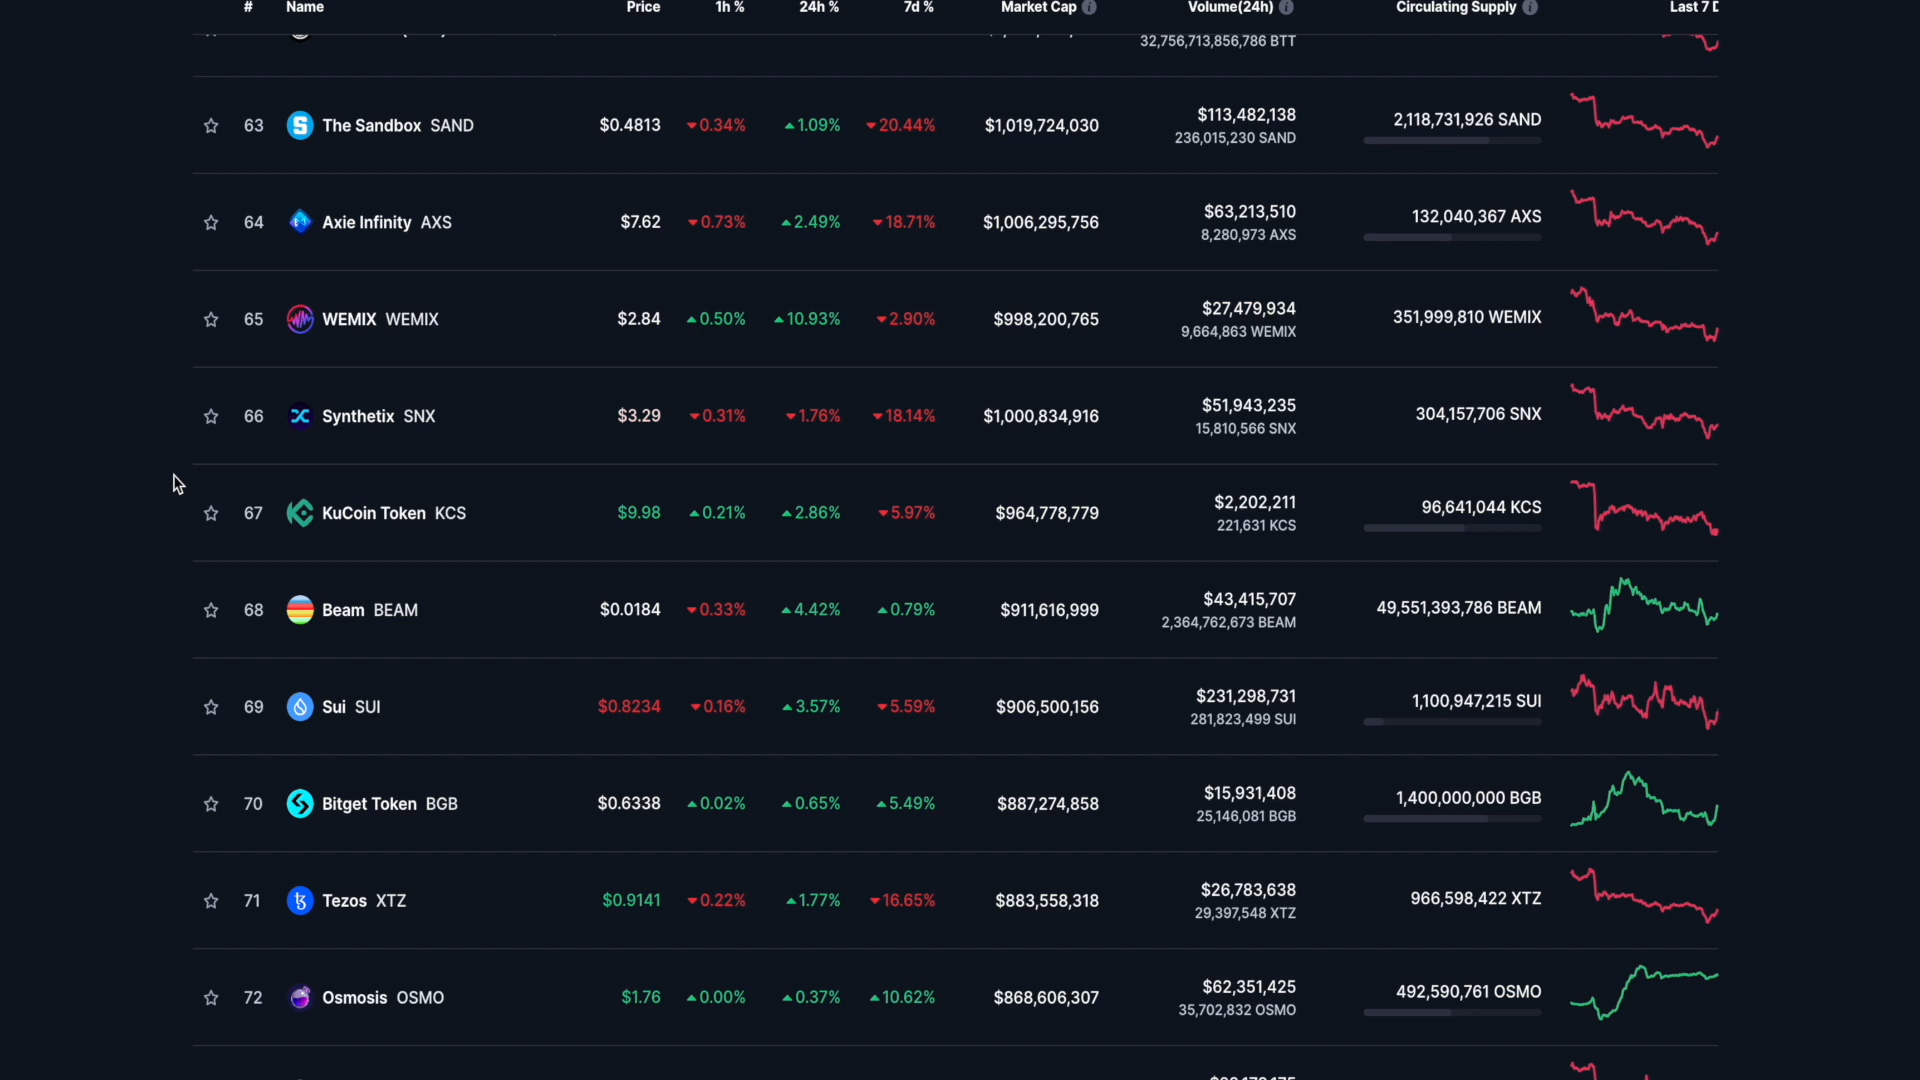 # Name Price 1h % 24h % 7d % Market Cap Volume(24h) Circulating Supply Last 7 D
32,756,713,856,786 BTT
63 The Sandbox SAND $0.4813 0.34% 1.09% 20.44% $1,019,724,030 $113,482,138 2,118,731,926 SAND
236,015,230 SAND
64 Axie Infinity AXS $7.62 0.73% 2.49% 18.71% $1,006,295,756 $63,213,510 132,040,367 AXS
8,280,973 AXS
65 WEMIX WEMIX $2.84 0.50% 10.93% 2.90% $998,200,765 $27,479,934 351,999,810 WEMIX
9,664,863 WEMIX
66 Synthetix SNX $3.29 0.31% 1.76% 18.14% $1,000,834,916 $51,943,235 304,157,706 SNX
15,810,566 SNX
67 KuCoin Token KCS $9.98 0.21% 2.86% 5.97% $964,778,779 $2,202,211 96,641,044 KCS
221,631 KCS
68 Beam BEAM $0.0184 0.33% 4.42% 0.79% $911,616,999 $43,415,707 49,551,393,786 BEAM
2,364,762,673 BEAM
69 Sui SUI $0.8234 0.16% 3.57% 5.59% $906,500,156 $231,298,731 1,100,947,215 SUI
281,823,499 SUI
70 Bitget Token BGB $0.6338 0.02% 0.65% 5.49% $887,274,858 $15,931,408 1,400,000,000 BGB
25,146,081 BGB
71 Tezos XTZ $0.9141 0.22% 1.77% 16.65% $883,558,318 $26,783,638 966,598,422 XTZ
29,397,548 XTZ
72 Osmosis OSMO $1.76 0.00% 0.37% 10.62% $868,606,307 $62,351,425 492,590,761 OSMO
35,702,832 OSMO